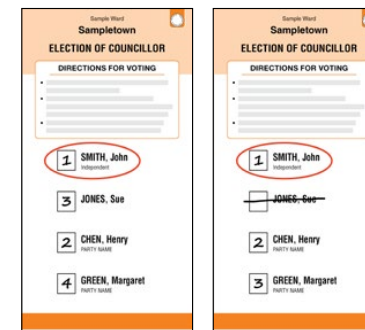 Sample Ward
Sampletown
ELECTION OF COUNCILLOR
DIRECTIONS FOR VOTING
1 SMITH, John
Independent
3 JONES, Sue
2 CHEN, Henry
PARTY NAME
4 GREEN, Margaret
PARTY NAME
Sample Ward
Sampletown
ELECTION OF COUNCILLOR
DIRECTIONS FOR VOTING
1 SMITH, John
Independent
JONES, Sue
2 CHEN, Henry
PARTY NAME
3 GREEN, Margaret
PARTY NAME